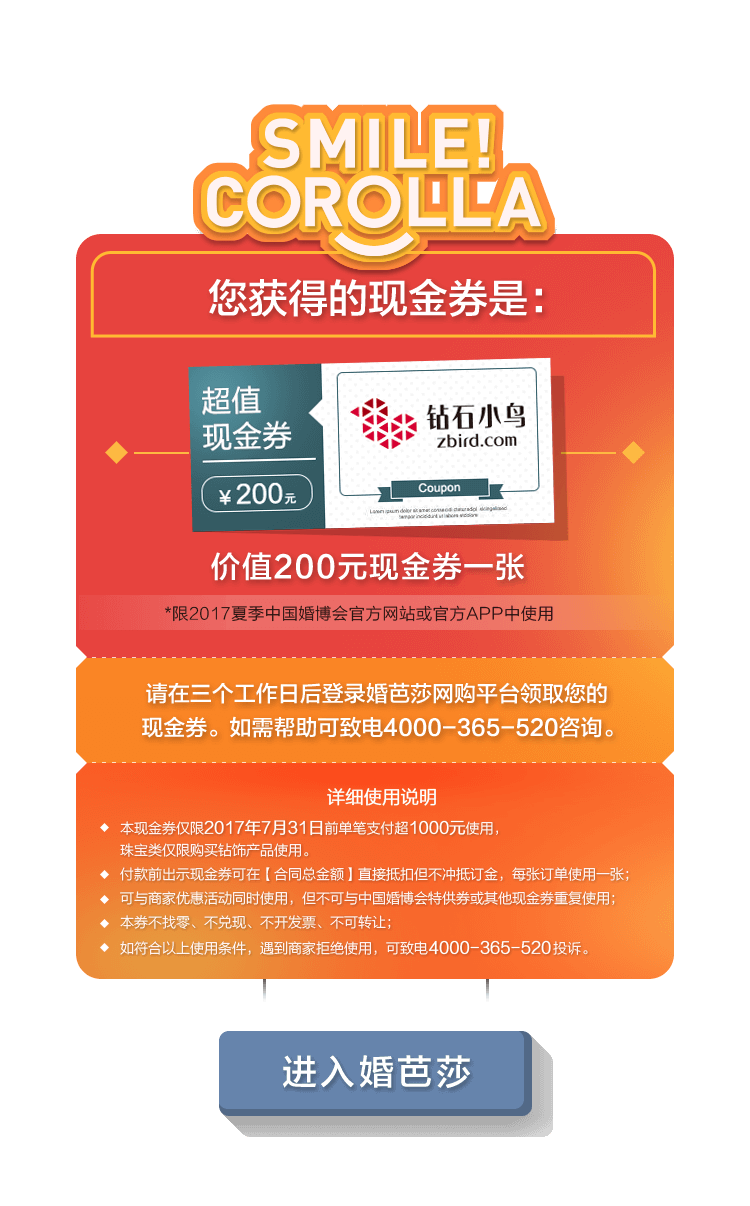 SMILE!
COROLLA
您获得的现金券是：
超值
现金券
￥200元
钻石小鸟
zbird.com
Coupon
价值200元现金券一张
*限2017夏季中国婚博会官方网站或官方APP中使用
请在三个工作日后登录婚芭莎网购平台领取您的
现金券。如需帮助可致电4000-365-520咨询。
详细使用说明
本现金券仅限2017年7月31日前单笔支付超1000元使用，
珠宝类仅限购买钻饰产品使用。
付款前出示现金券可在【合同总金额】直接抵扣但不冲抵订金，每张订单使用一张；
可与商家优惠活动同时使用，但不可与中国婚博会特供券或其他现金券重复使用；
本券不找零、不兑现、不开发票、不可转让；
如符合以上使用条件，遇到商家拒绝使用，可致电4000-365-520投诉。
进入婚芭莎